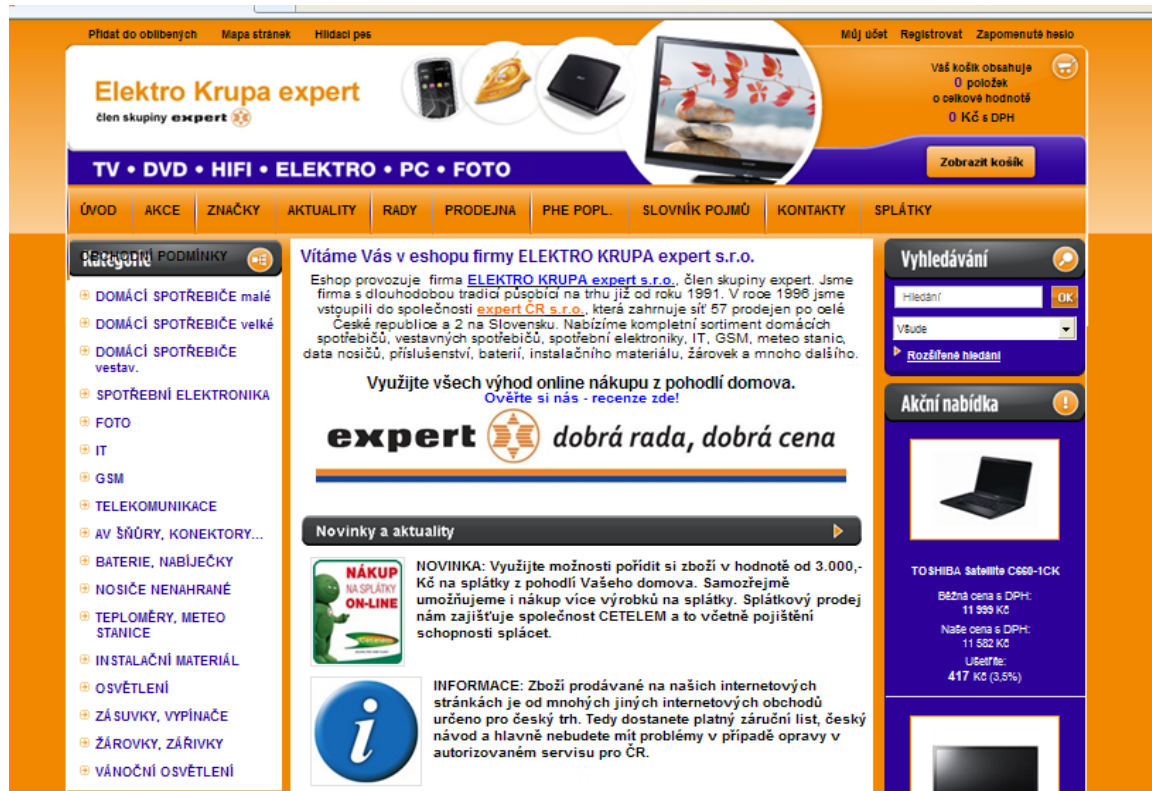 Přidat do oblíbených Mapa stránek Hlídací pes
Můj účet Registrovat Zapomenuté heslo
Elektro Krupa expert
člen skupiny expert
Váš košík obsahuje
0 položek
o celkové hodnotě
0 Kč s DPH
Zobrazit košík
TV • DVD • HIFI • ELEKTRO • PC • FOTO
ÚVOD AKCE ZNAČKY AKTUALITY RADY PRODEJNA PHE POPL. SLOVNÍK POJMŮ KONTAKTY SPLÁTKY
OBCHODNÍ PODMÍNKY
Kategorie
DOMÁCÍ SPOTŘEBIČE malé
DOMÁCÍ SPOTŘEBIČE velké
DOMÁCÍ SPOTŘEBIČE
vestav.
SPOTŘEBNÍ ELEKTRONIKA
FOTO
IT
GSM
TELEKOMUNIKACE
AV ŠŇŮRY, KONEKTORY...
BATERIE, NABÍJEČKY
NOSIČE NENAHRANÉ
TEPLOMĚRY, METEO
STANICE
INSTALAČNÍ MATERIÁL
OSVĚTLENÍ
ZÁSUVKY, VYPÍNAČE
ŽÁROVKY, ZÁŘIVKY
VÁNOČNÍ OSVĚTLENÍ
Vítáme Vás v eshopu firmy ELEKTRO KRUPA expert s.r.o.
Eshop provozuje firma ELEKTRO KRUPA expert s.r.o., člen skupiny expert. Jsme
firma s dlouhodobou tradicí působící na trhu již od roku 1991. V roce 1996 jsme
vstoupili do společnosti expert ČR s.r.o., která zahrnuje síť 57 prodejen po celé
České republice a 2 na Slovensku. Nabízíme kompletní sortiment domácích
spotřebičů, vestavných spotřebičů, spotřební elektroniky, IT, GSM, meteo stanic,
data nosičů, příslušenství, baterií, instalačního materiálu, žárovek a mnoho dalšího.
Využijte všech výhod online nákupu z pohodlí domova.
Ověřte si nás - recenze zde!
expert dobrá rada, dobrá cena
Novinky a aktuality
NÁKUP
NA SPLÁTKY
ON-LINE
Cetelem
NOVINKA: Využijte možnosti pořídit si zboží v hodnotě od 3.000,-
Kč na splátky z pohodlí Vašeho domova. Samozřejmě
umožňujeme i nákup více výrobků na splátky. Splátkový prodej
nám zajišťuje společnost CETELEM a to včetně pojištění
schopnosti splácet.
i
INFORMACE: Zboží prodávané na našich internetových
stránkách je od mnohých jiných internetových obchodů
určeno pro český trh. Tedy dostanete platný záruční list, český
návod a hlavně nebudete mít problémy v případě opravy v
autorizovaném servisu pro ČR.
Vyhledávání
Hledání OK
Všude
Rozšířené hledání
Akční nabídka
TOSHIBA Satellite C660-1CK
Běžná cena s DPH:
11 999 Kč
Naše cena s DPH:
11 582 Kč
Ušetříte:
417 Kč (3,5%)